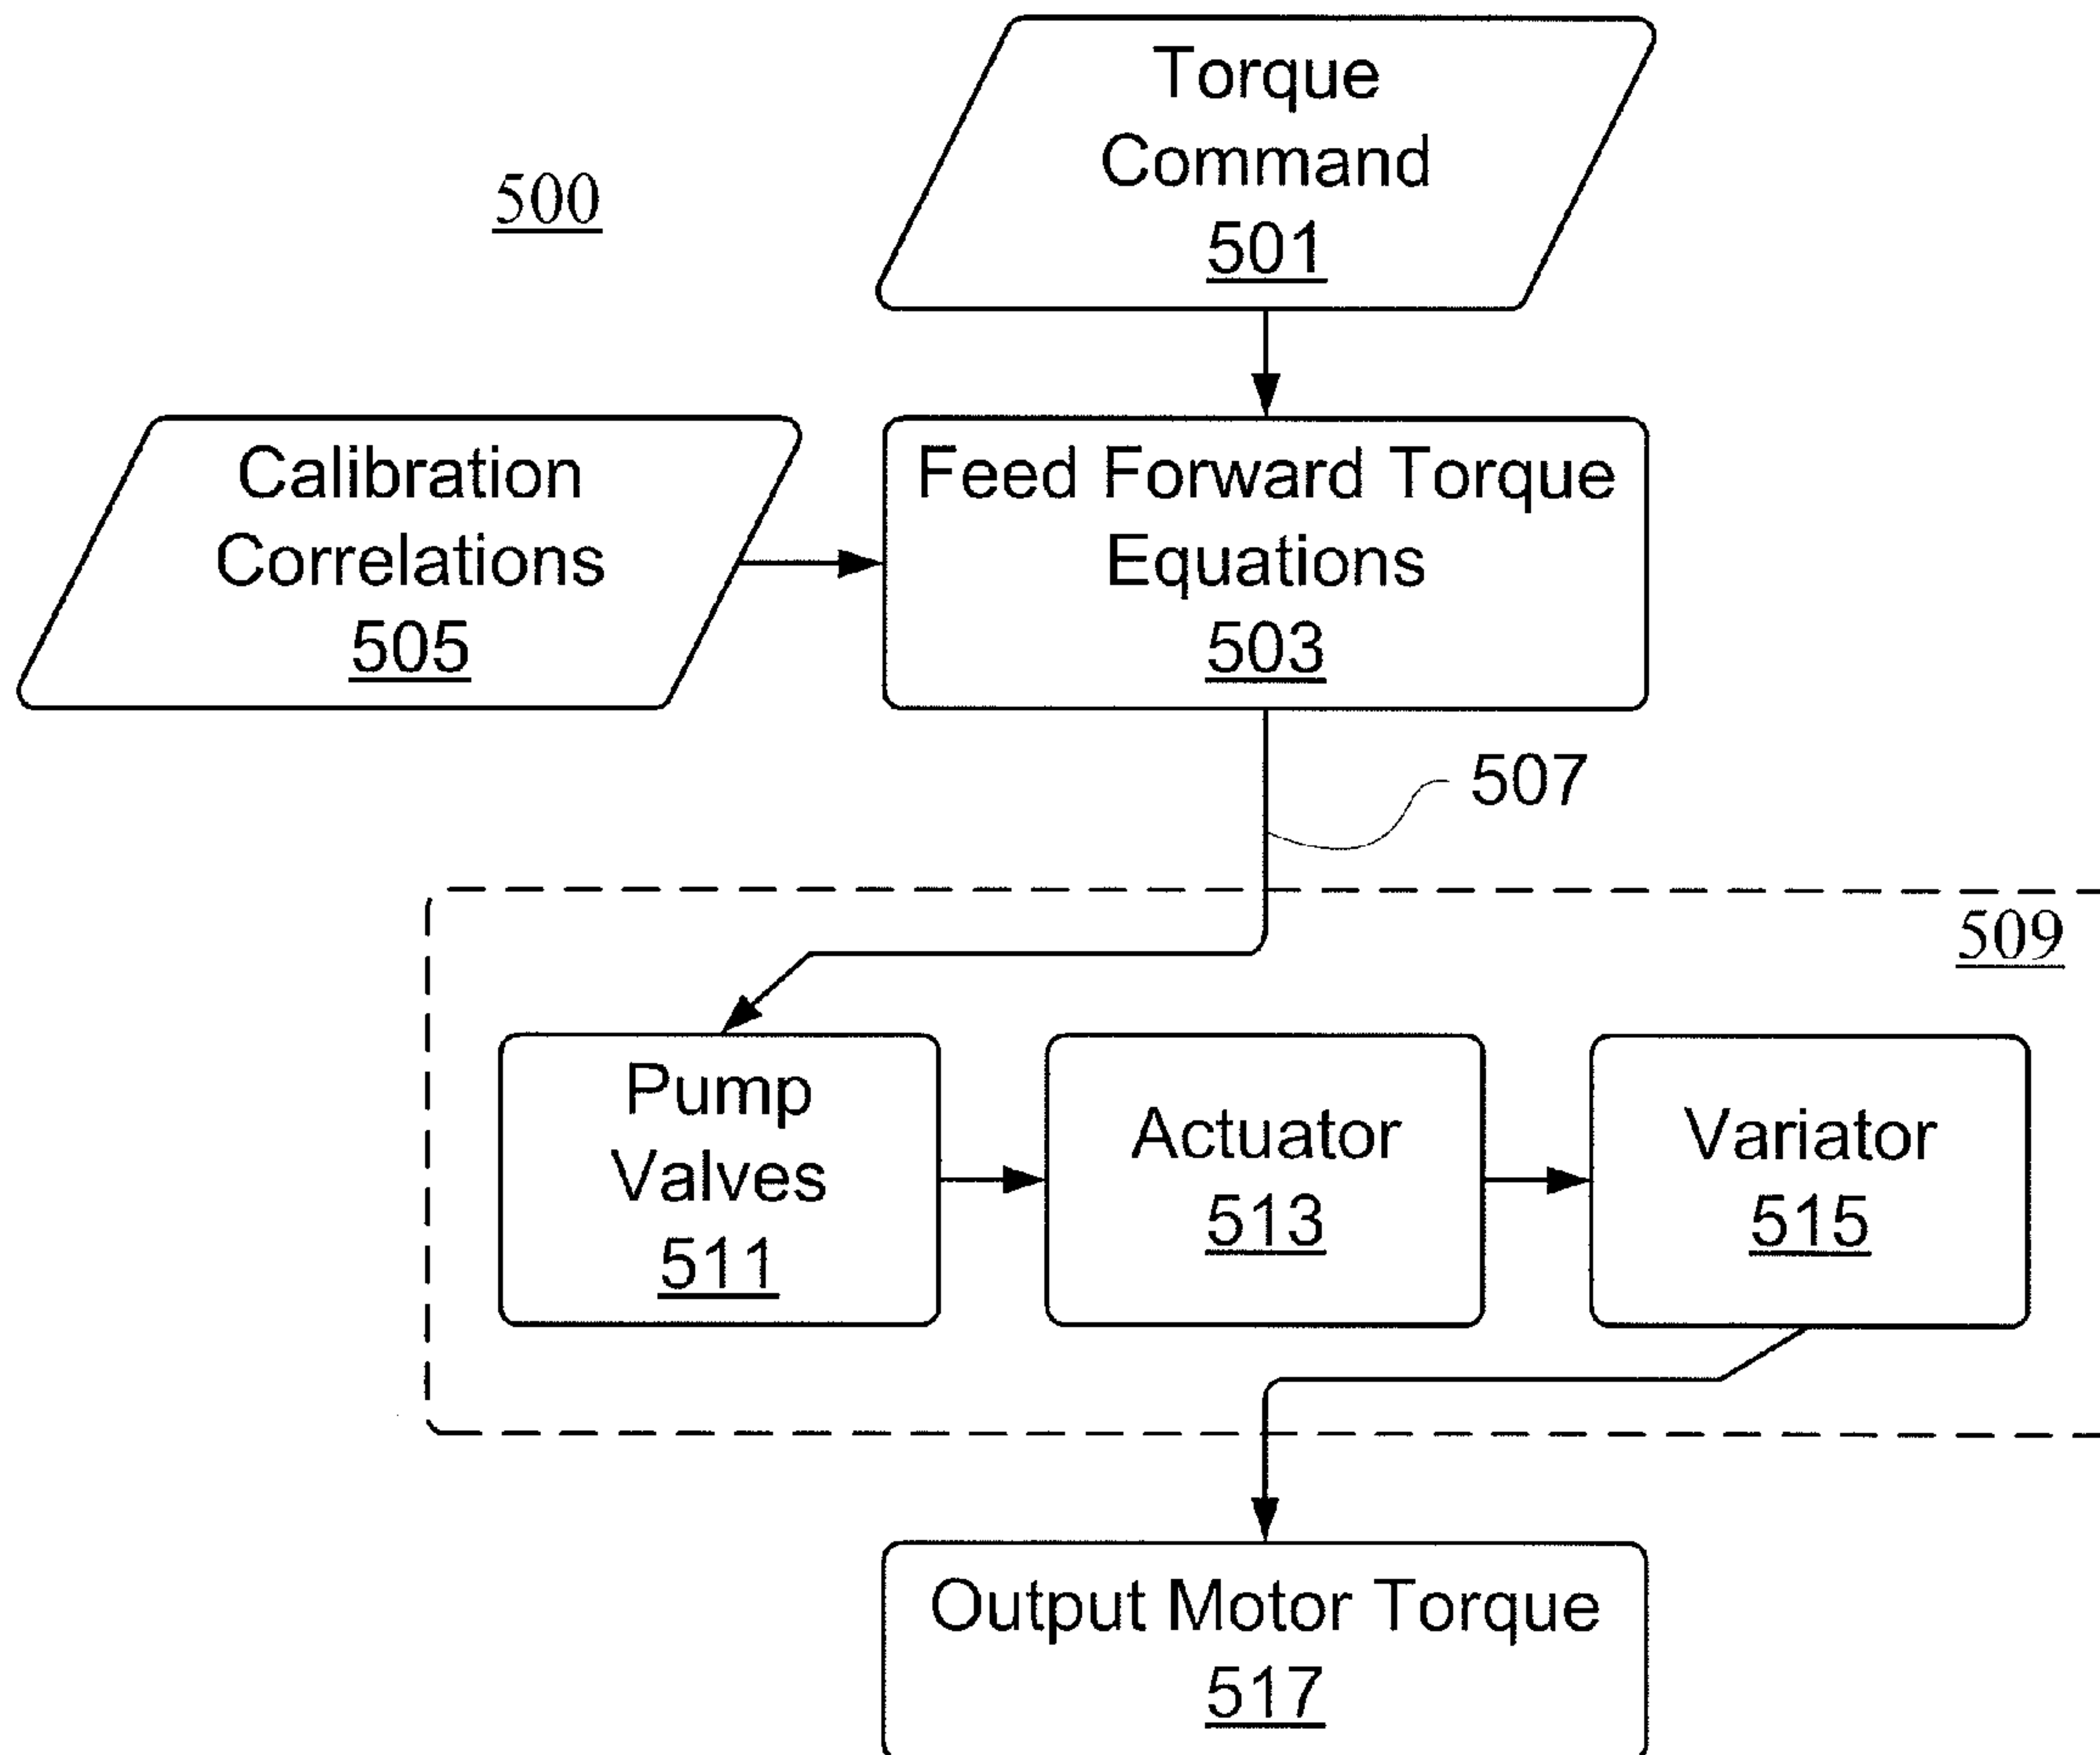 Torque
Command
501
500
Calibration
Correlations
505
Feed Forward Torque
Equations
503
507
509
Pump
Valves
511
Actuator
513
Variator
515
Output Motor Torque
517